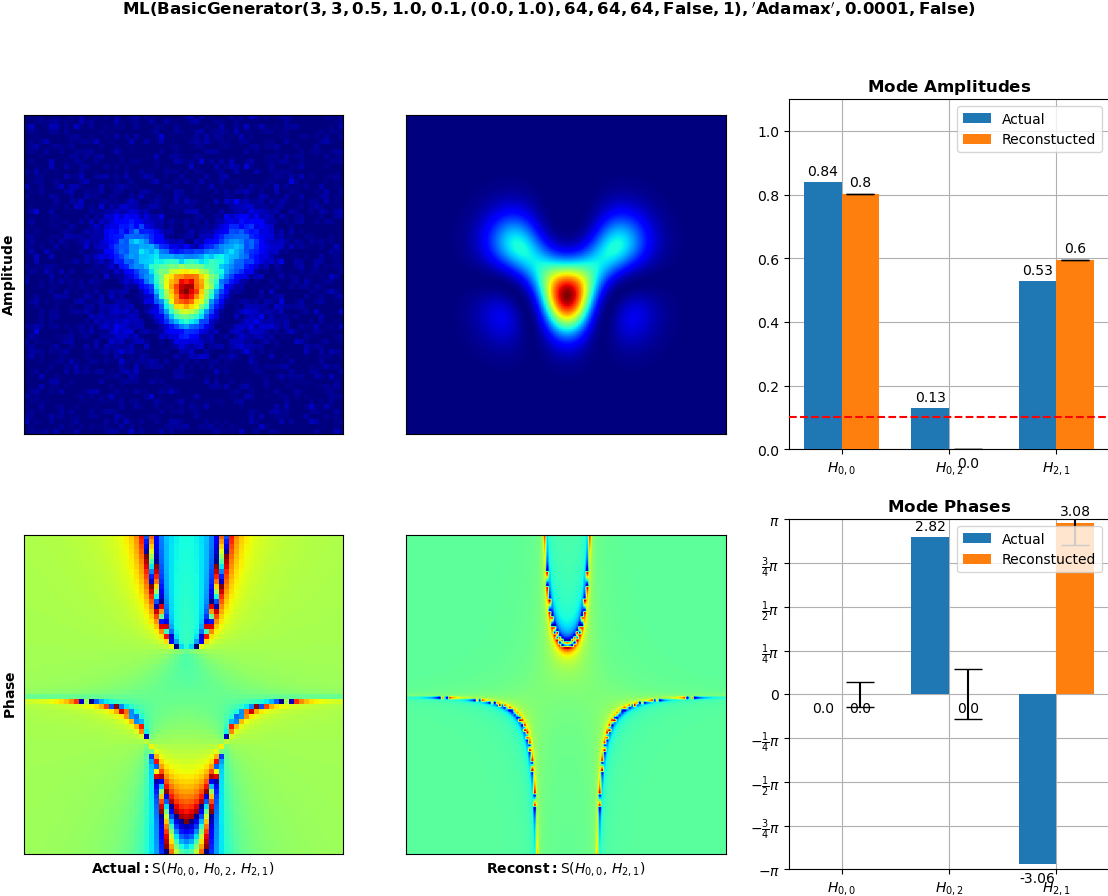 ML(BasicGenerator(3, 3, 0.5, 1.0, 0.1, (0.0, 1.0), 64, 64, 64, False, 1), ′Adamax′, 0.0001, False)
Amplitude
Mode Amplitudes
Actual
Reconstucted
1.0
0.8
0.6
0.4
0.2
0.0
0.84
0.8
0.13
0.0
0.53
0.6
H0,0
H0,2
H2,1
Phase
Actual: S(H0,0, H0,2, H2,1)
Reconst: S(H0,0, H2,1)
Mode Phases
Actual
Reconstucted
π
3/4π
1/2π
1/4π
0
−1/4π
−1/2π
−3/4π
−π
0.0
0.0
2.82
0.0
-3.06
3.08
H0,0
H0,2
H2,1